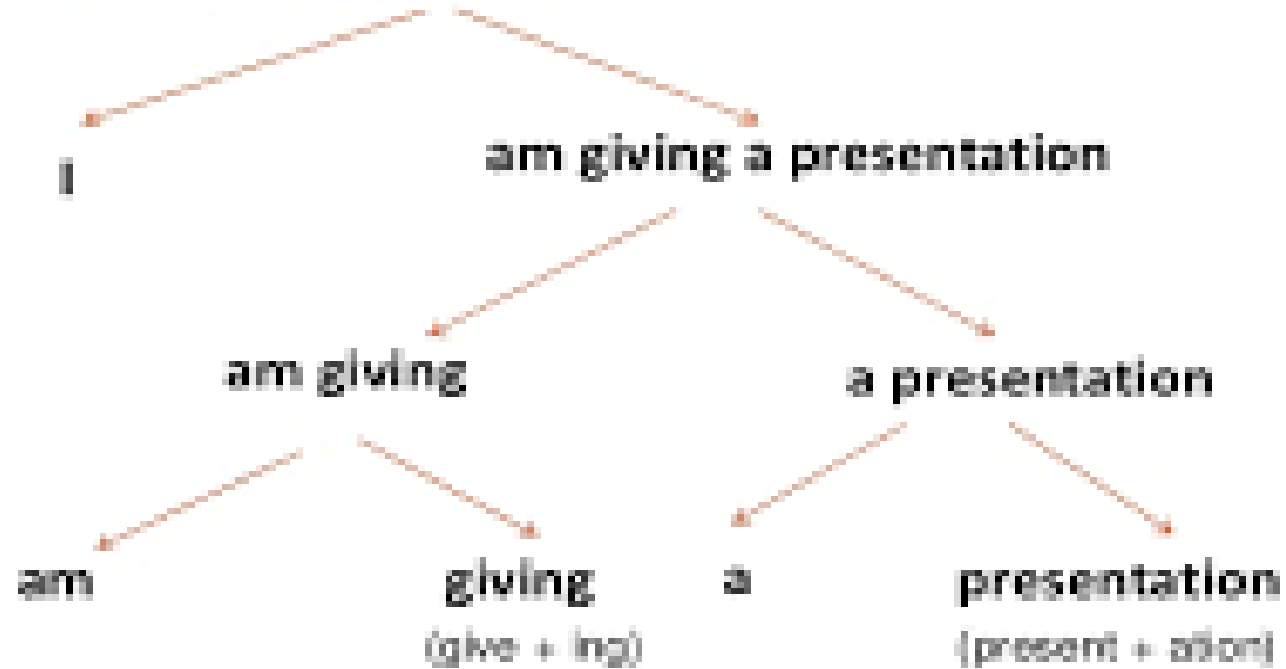 I
am giving a presentation
am giving
a presentation
am
giving
a
presentation
(give + ing)
(present + ation)